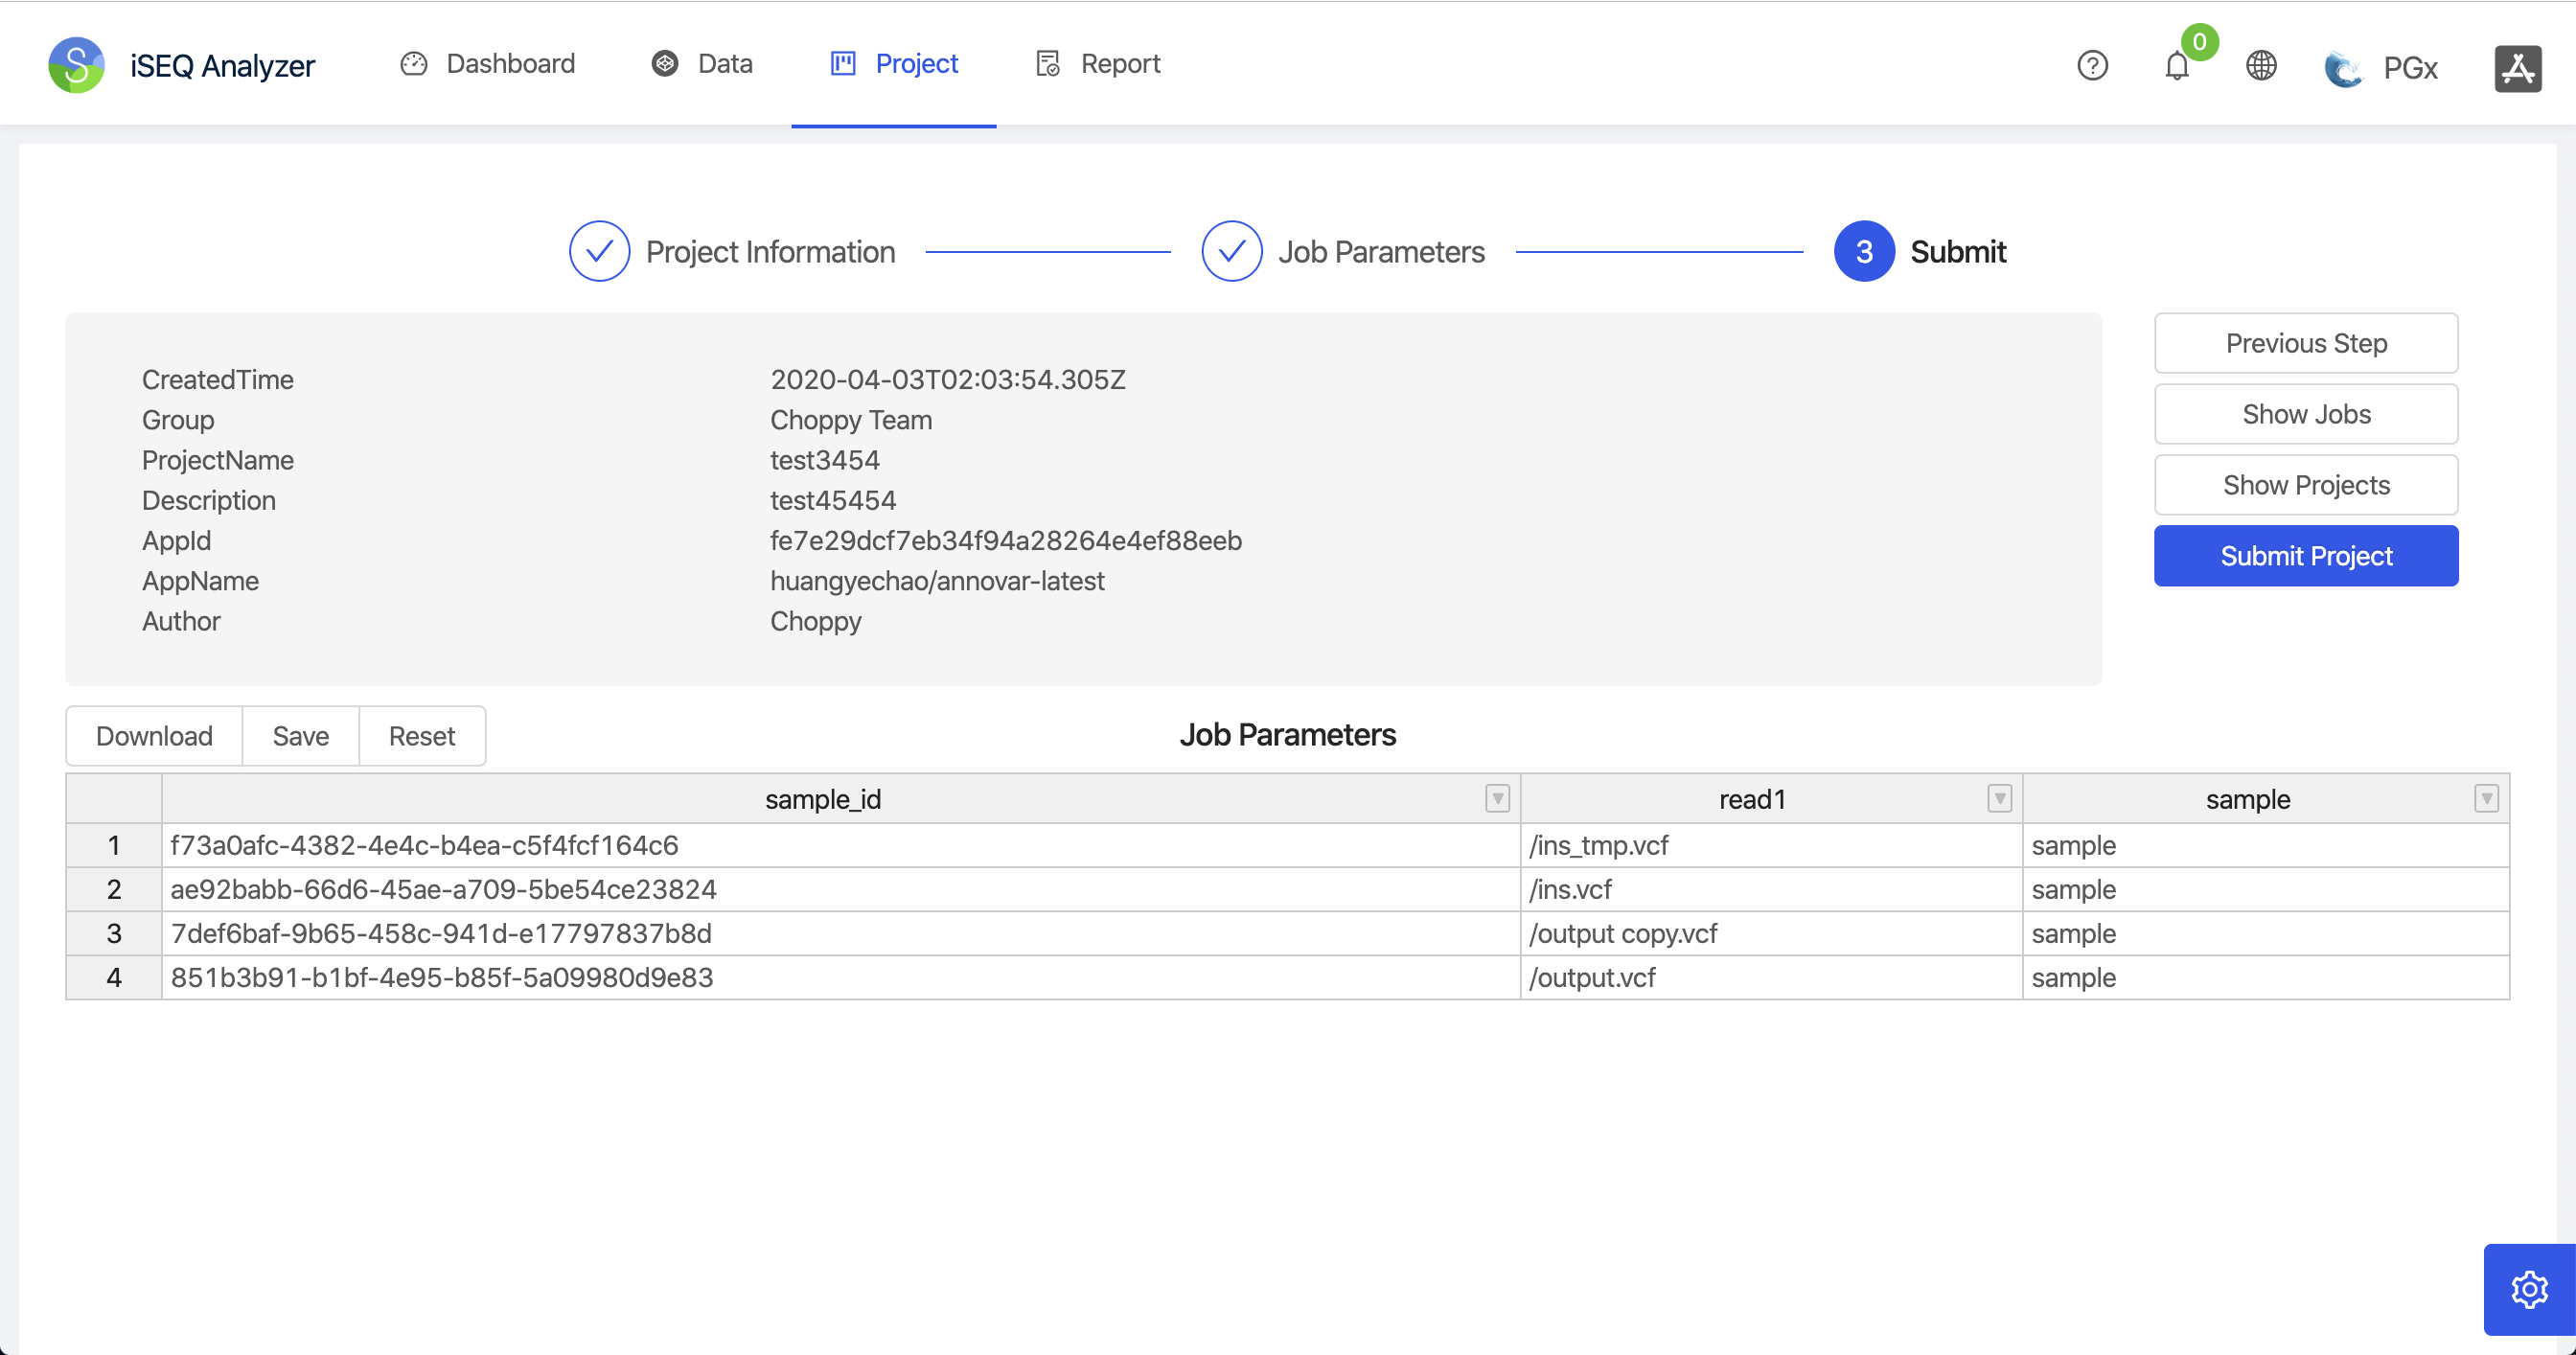 iSEQ Analyzer Dashboard Data Project Report 0 PGx
Project Information Job Parameters 3 Submit
CreatedTime 2020-04-03T02:03:54.305Z
Group Choppy Team
ProjectName test3454
Description test45454
AppId fe7e29dcf7eb34f94a28264e4ef88eeb
AppName huangyechao/annovar-latest
Author Choppy
Previous Step
Show Jobs
Show Projects
Submit Project
Download Save Reset Job Parameters
sample_id read1 sample
1 f73a0afc-4382-4e4c-b4ea-c5f4fcf164c6 /ins_tmp.vcf sample
2 ae92babb-66d6-45ae-a709-5be54ce23824 /ins.vcf sample
3 7def6baf-9b65-458c-941d-e17797837b8d /output copy.vcf sample
4 851b3b91-b1bf-4e95-b85f-5a09980d9e83 /output.vcf sample